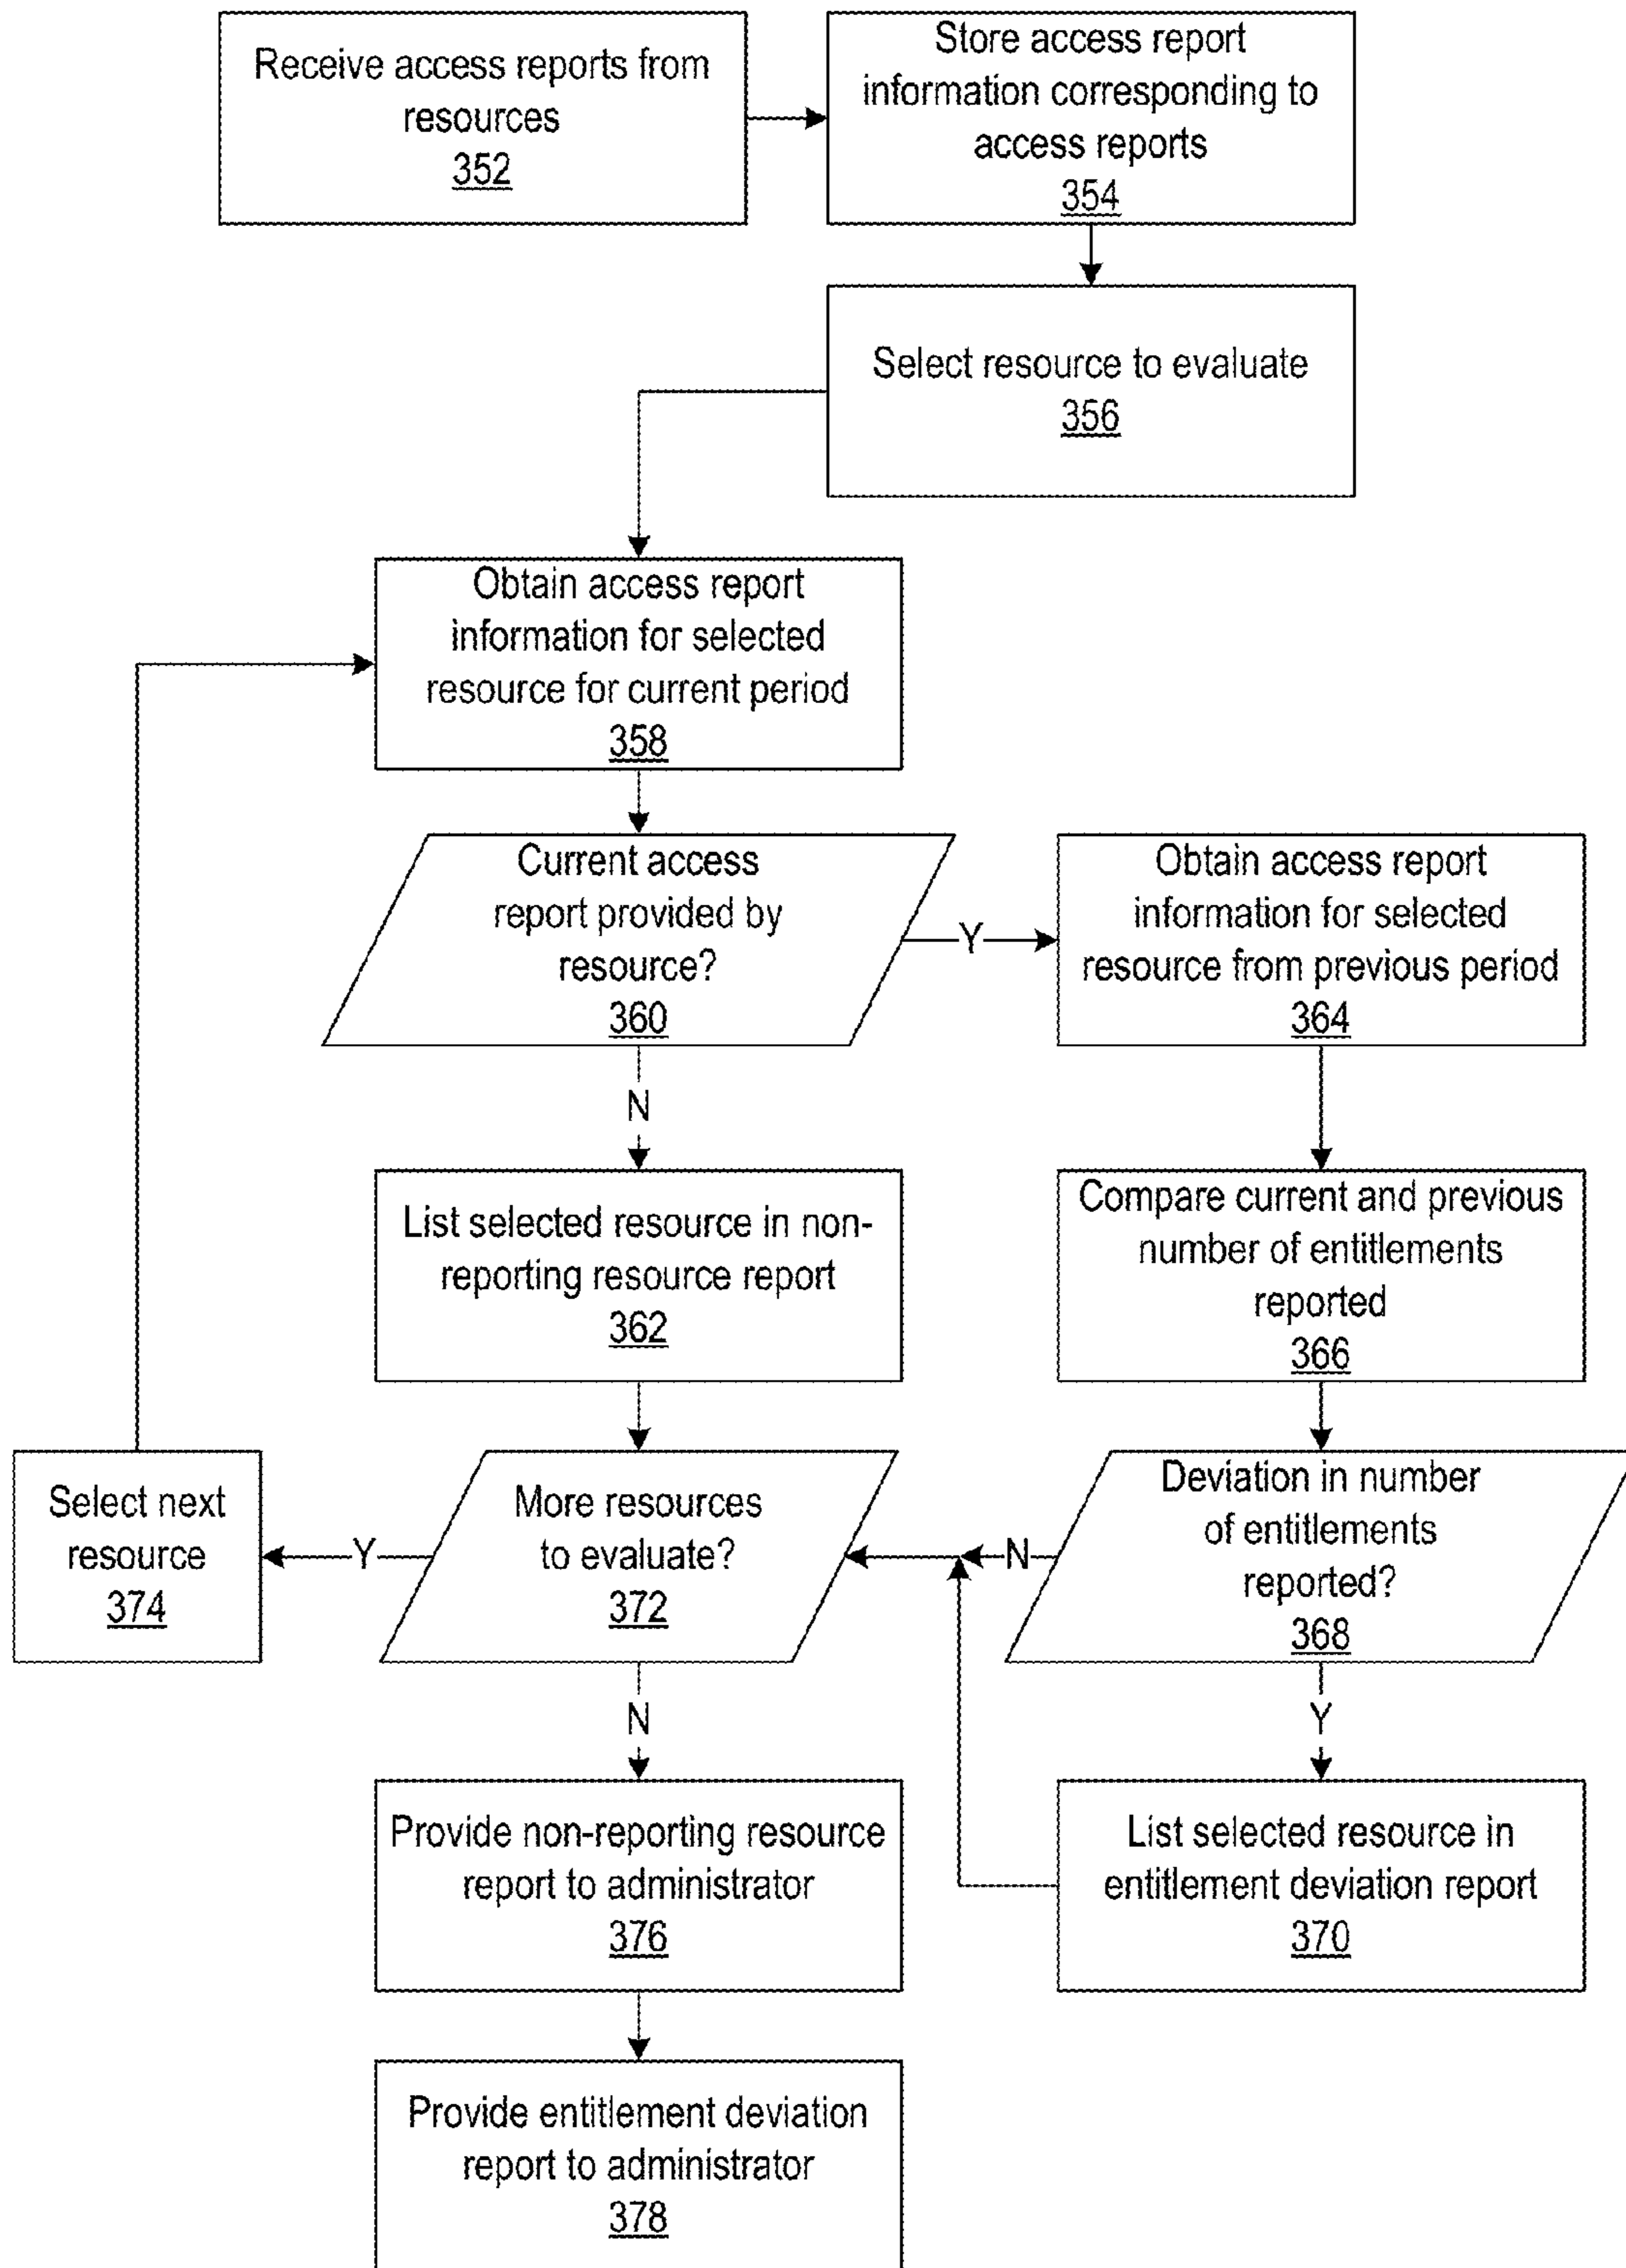 Receive access reports from
resources
352
Store access report
information corresponding to
access reports
354
Select resource to evaluate
356
Obtain access report
information for selected
resource for current period
358
Current access
report provided by
resource?
360
Y
Obtain access report
information for selected
resource from previous period
364
N
List selected resource in non-
reporting resource report
362
Compare current and previous
number of entitlements
reported
366
Select next
resource
374
Y
More resources
to evaluate?
372
N
Deviation in number
of entitlements
reported?
368
N
Y
Provide non-reporting resource
report to administrator
376
List selected resource in
entitlement deviation report
370
Provide entitlement deviation
report to administrator
378